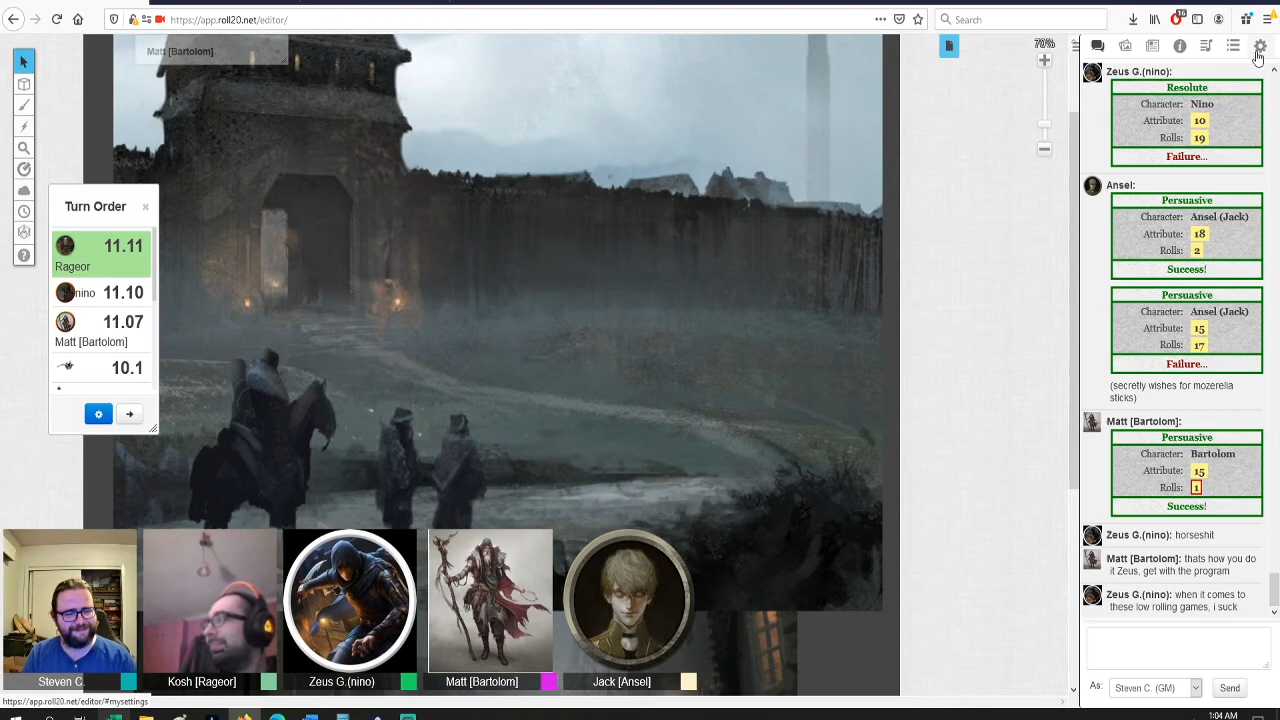 https://app.roll20.net/editor/
Search
16
Matt [Bartolom]
70%
Turn Order
11.11
Rageor
nino 11.10
11.07
Matt [Bartolom]
10.1
Zeus G.(nino):
Resolute
Character: Nino
Attribute: 10
Rolls: 19
Failure...
Ansel:
Persuasive
Character: Ansel (Jack)
Attribute: 18
Rolls: 2
Success!
Persuasive
Character: Ansel (Jack)
Attribute: 15
Rolls: 17
Failure...
(secretly wishes for mozerella
sticks)
Matt [Bartolom]:
Persuasive
Character: Bartolom
Attribute: 15
Rolls: 1
Success!
Zeus G.(nino): horseshit
Matt [Bartolom]: thats how you do
it Zeus, get with the program
Zeus G.(nino): when it comes to
these low rolling games, i suck
As: Steven C. (GM) Send
Steven C.
Kosh [Rageor]
Zeus G.(nino)
Matt [Bartolom]
Jack [Ansel]
https://app.roll20.net/editor/#mysettings
1:04 AM